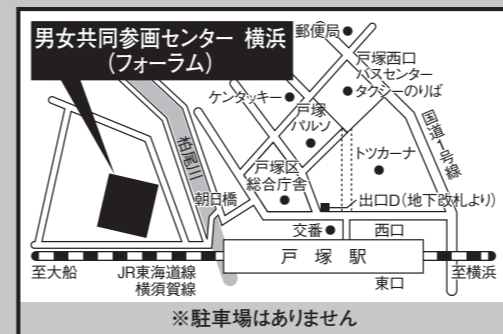 男女共同参画センター 横浜
(フォーラム)
郵便局
戸塚西口
バスセンター
タクシーのりば
ケンタッキー
戸塚
パルソ
国道1号線
トツカーナ
柏尾川
戸塚区
総合庁舎
朝日橋
出口D(地下改札より)
交番
西口
戸塚駅
至大船
JR東海道線
横須賀線
至横浜
東口
※駐車場はありません